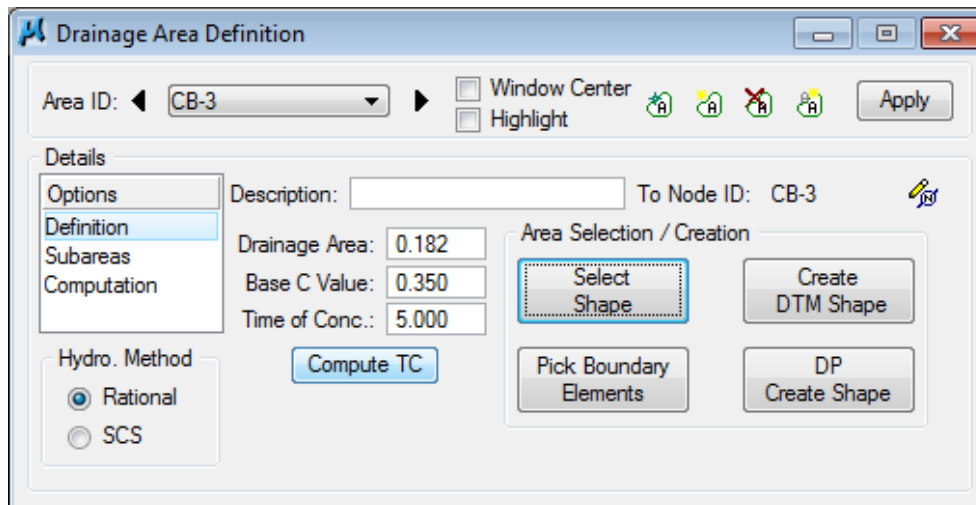 Drainage Area Definition
Area ID: CB-3
Window Center
Highlight
Apply
Details
Options
Definition
Subareas
Computation
Description:
To Node ID: CB-3
Drainage Area: 0.182
Base C Value: 0.350
Time of Conc.: 5.000
Compute TC
Area Selection / Creation
Select
Shape
Create
DTM Shape
Pick Boundary
Elements
DP
Create Shape
Hydro. Method
Rational
SCS